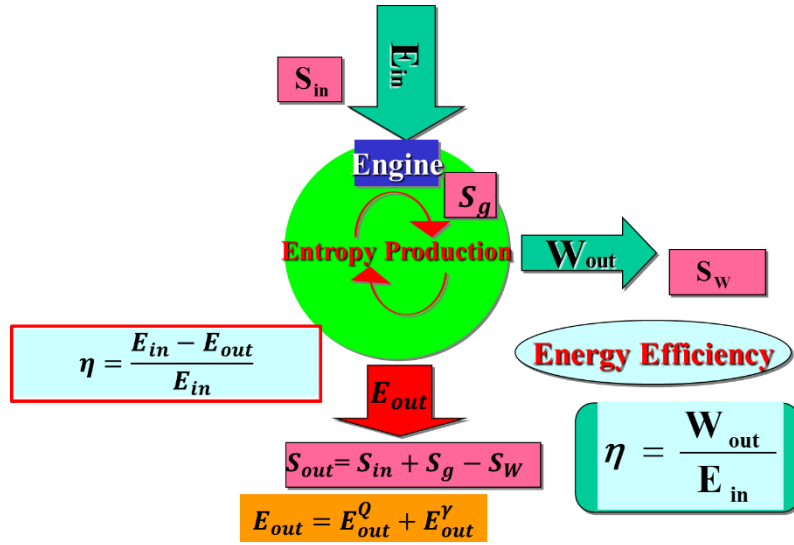 E_in
S_in
Engine
S_g
Entropy Production
W_out
S_W
η = (E_in − E_out) / E_in
Energy Efficiency
E_out
η = W_out / E_in
S_out = S_in + S_g − S_W
E_out = E_out^Q + E_out^γ